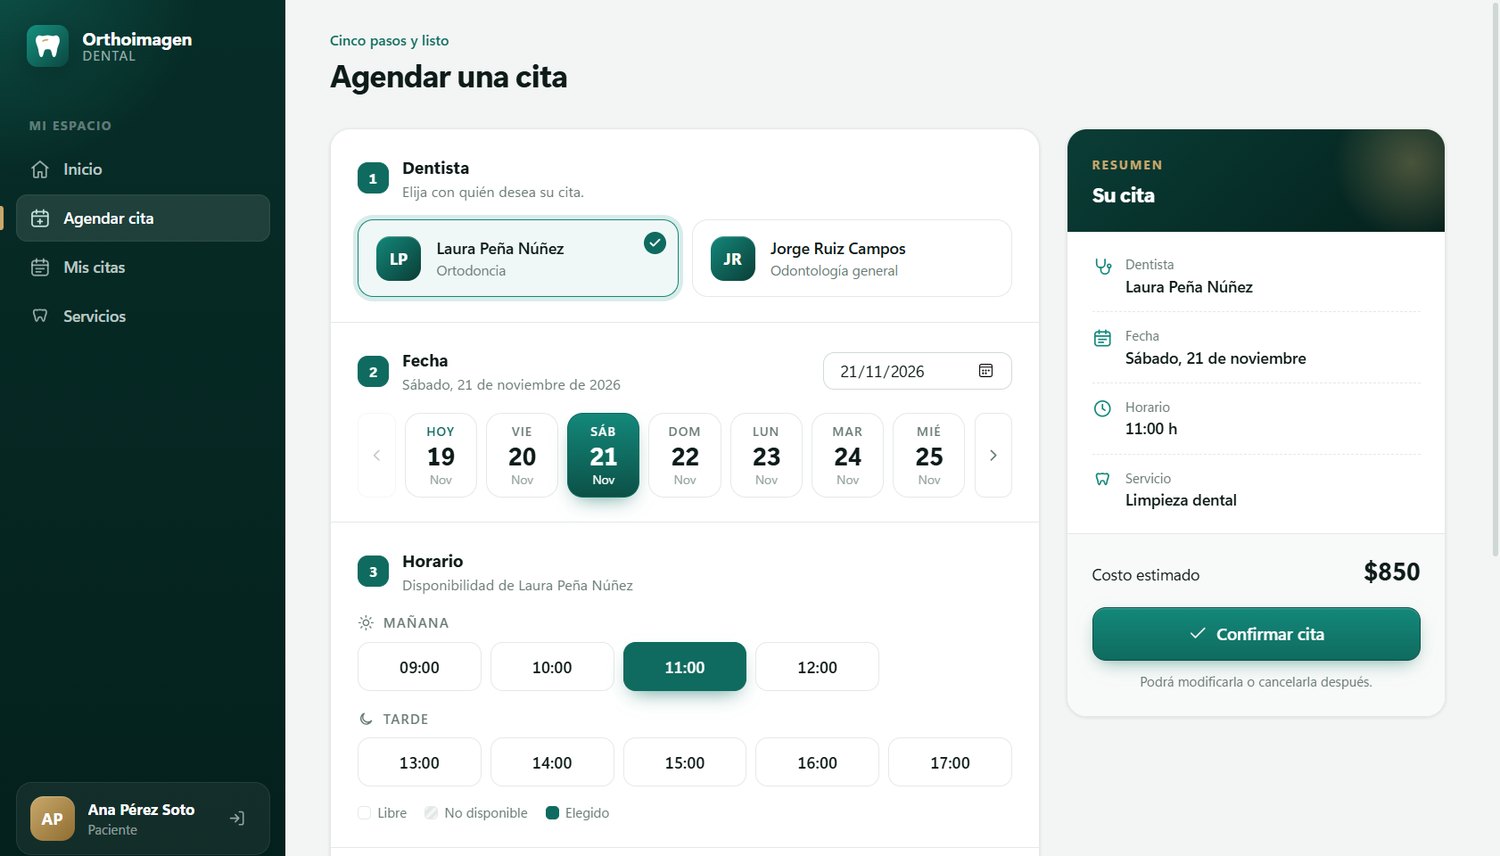 Orthoimagen
DENTAL
MI ESPACIO
Inicio
Agendar cita
Mis citas
Servicios
AP
Ana Pérez Soto
Paciente
Cinco pasos y listo
Agendar una cita
1
Dentista
Elija con quién desea su cita.
LP
Laura Peña Núñez
Ortodoncia
JR
Jorge Ruiz Campos
Odontología general
2
Fecha
Sábado, 21 de noviembre de 2026
21/11/2026
HOY
19
Nov
VIE
20
Nov
SÁB
21
Nov
DOM
22
Nov
LUN
23
Nov
MAR
24
Nov
MIÉ
25
Nov
3
Horario
Disponibilidad de Laura Peña Núñez
MAÑANA
09:00
10:00
11:00
12:00
TARDE
13:00
14:00
15:00
16:00
17:00
Libre
No disponible
Elegido
RESUMEN
Su cita
Dentista
Laura Peña Núñez
Fecha
Sábado, 21 de noviembre
Horario
11:00 h
Servicio
Limpieza dental
Costo estimado
$850
Confirmar cita
Podrá modificarla o cancelarla después.